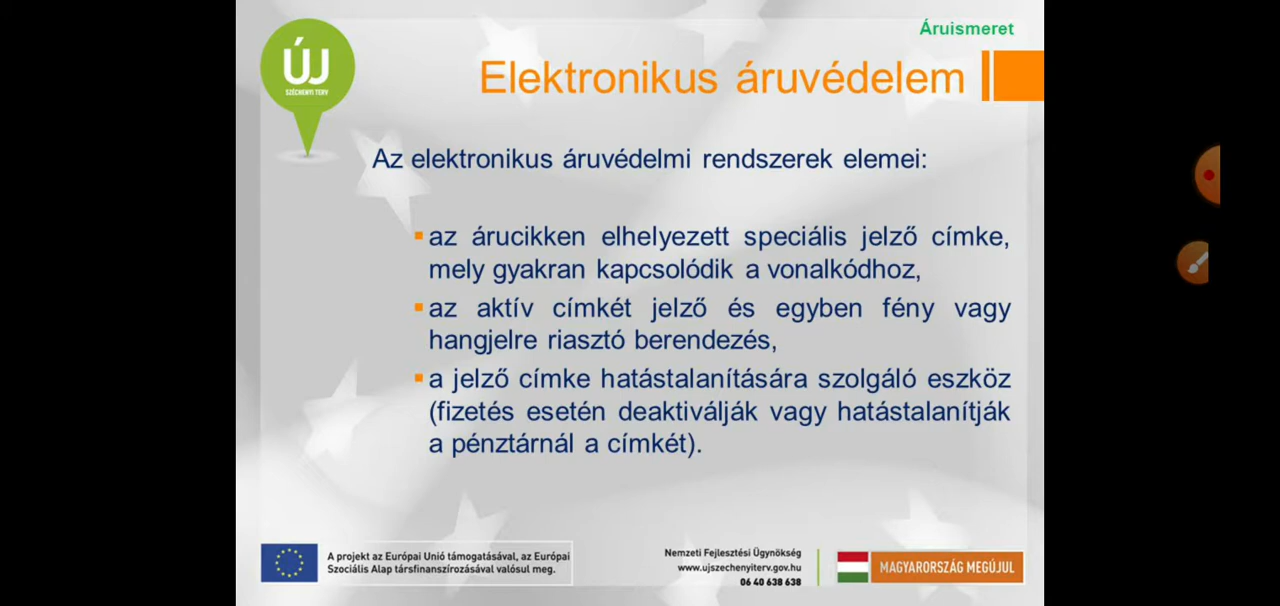 Áruismeret
ÚJ
SZÉCHENYI TERV
Elektronikus áruvédelem
Az elektronikus áruvédelmi rendszerek elemei:
az árucikken elhelyezett speciális jelző címke,
mely gyakran kapcsolódik a vonalkódhoz,
az aktív címkét jelző és egyben fény vagy
hangjelre riasztó berendezés,
a jelző címke hatástalanítására szolgáló eszköz
(fizetés esetén deaktiválják vagy hatástalanítják
a pénztárnál a címkét).
A projekt az Európai Unió támogatásával, az Európai
Szociális Alap társfinanszírozásával valósul meg.
Nemzeti Fejlesztési Ügynökség
www.ujszechenyiterv.gov.hu
06 40 638 638
MAGYARORSZÁG MEGÚJUL